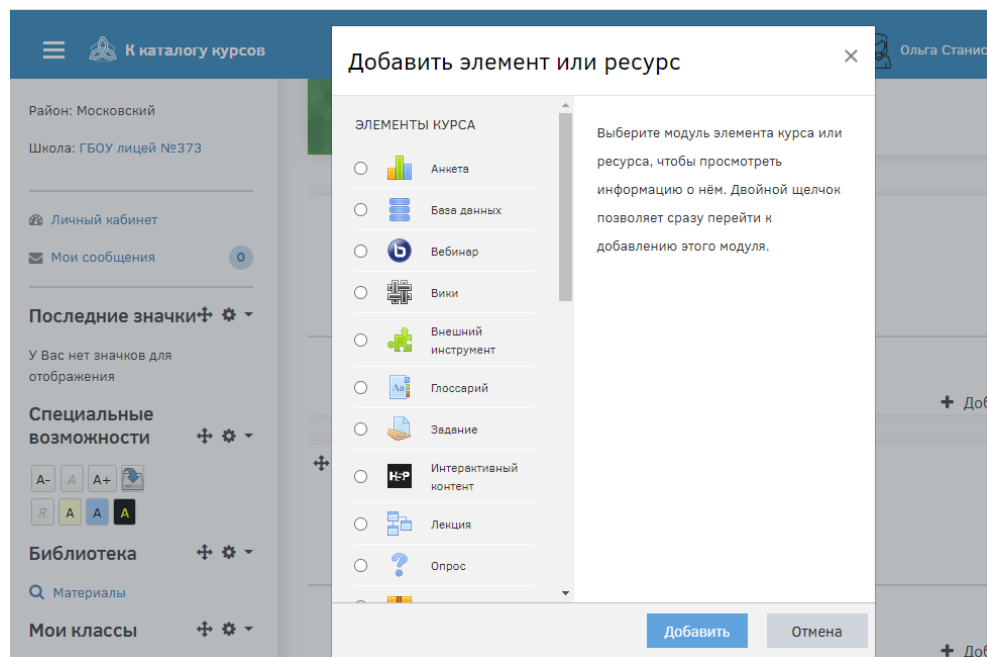 К каталогу курсов
Ольга Станис
Район: Московский
Школа: ГБОУ лицей №373
Личный кабинет
Мои сообщения 0
Последние значки
У Вас нет значков для
отображения
Специальные
возможности
A- A A+
R A A A
Библиотека
Материалы
Мои классы
Добавить элемент или ресурс ×
ЭЛЕМЕНТЫ КУРСА
Анкета
База данных
b Вебинар
Вики
Внешний
инструмент
Aa Глоссарий
Задание
H5P Интерактивный
контент
Лекция
? Опрос
Выберите модуль элемента курса или
ресурса, чтобы просмотреть
информацию о нём. Двойной щелчок
позволяет сразу перейти к
добавлению этого модуля.
Добавить Отмена
+ Доб
+ Доб